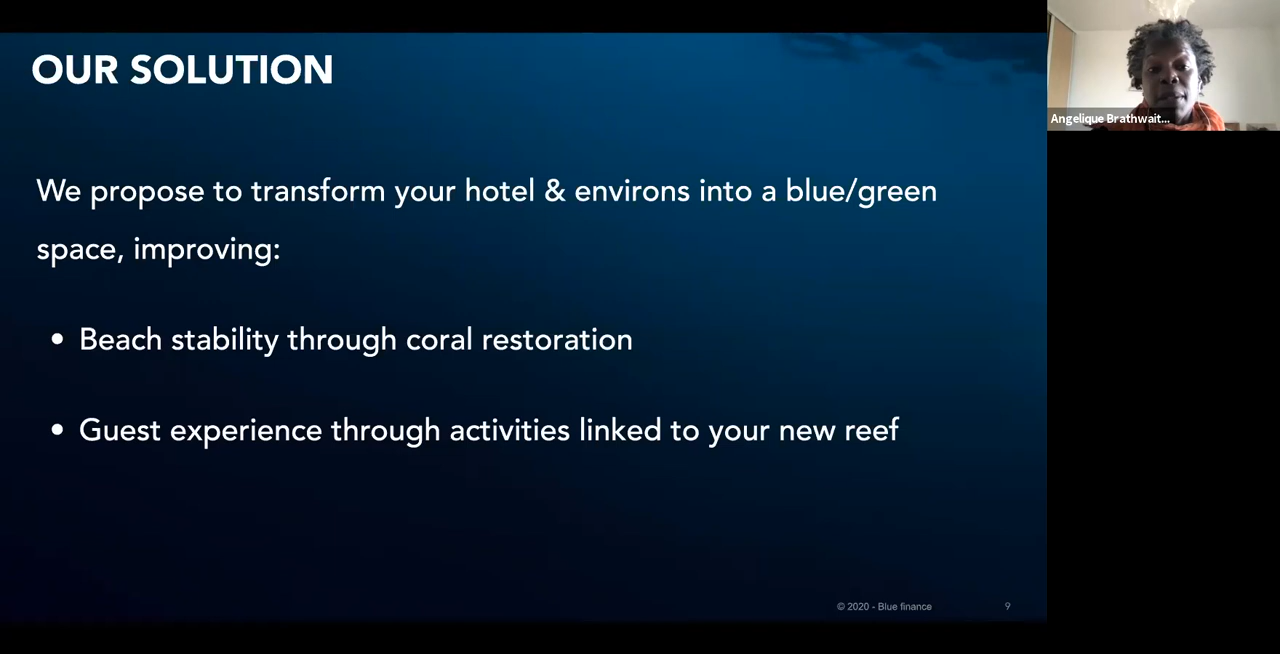 OUR SOLUTION
Angelique Brathwait...
We propose to transform your hotel & environs into a blue/green
space, improving:
• Beach stability through coral restoration
• Guest experience through activities linked to your new reef
© 2020 - Blue finance
9